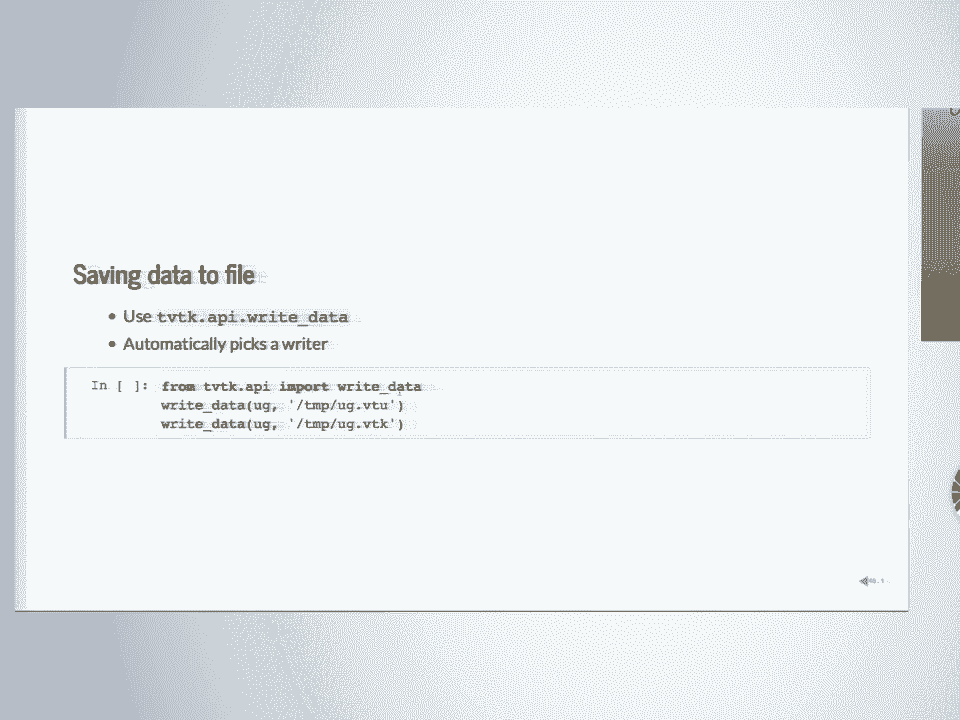 Saving data to file
• Use tvtk.api.write_data
• Automatically picks a writer
In [ ]: from tvtk.api import write_data
write_data(ug, '/tmp/ug.vtu')
write_data(ug, '/tmp/ug.vtk')